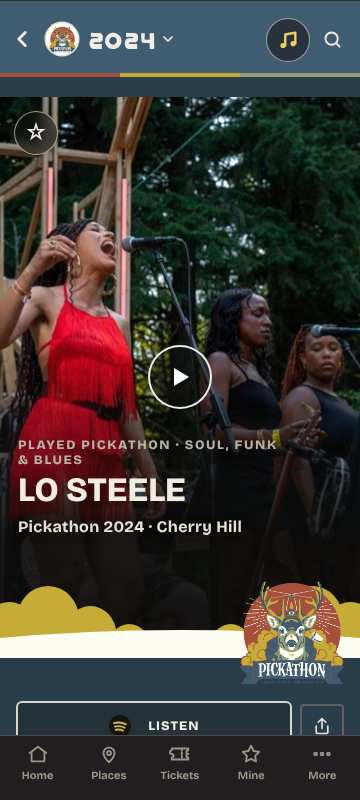 2024
PLAYED PICKATHON · SOUL, FUNK
& BLUES
LO STEELE
Pickathon 2024 · Cherry Hill
PICKATHON
LISTEN
Home
Places
Tickets
Mine
More